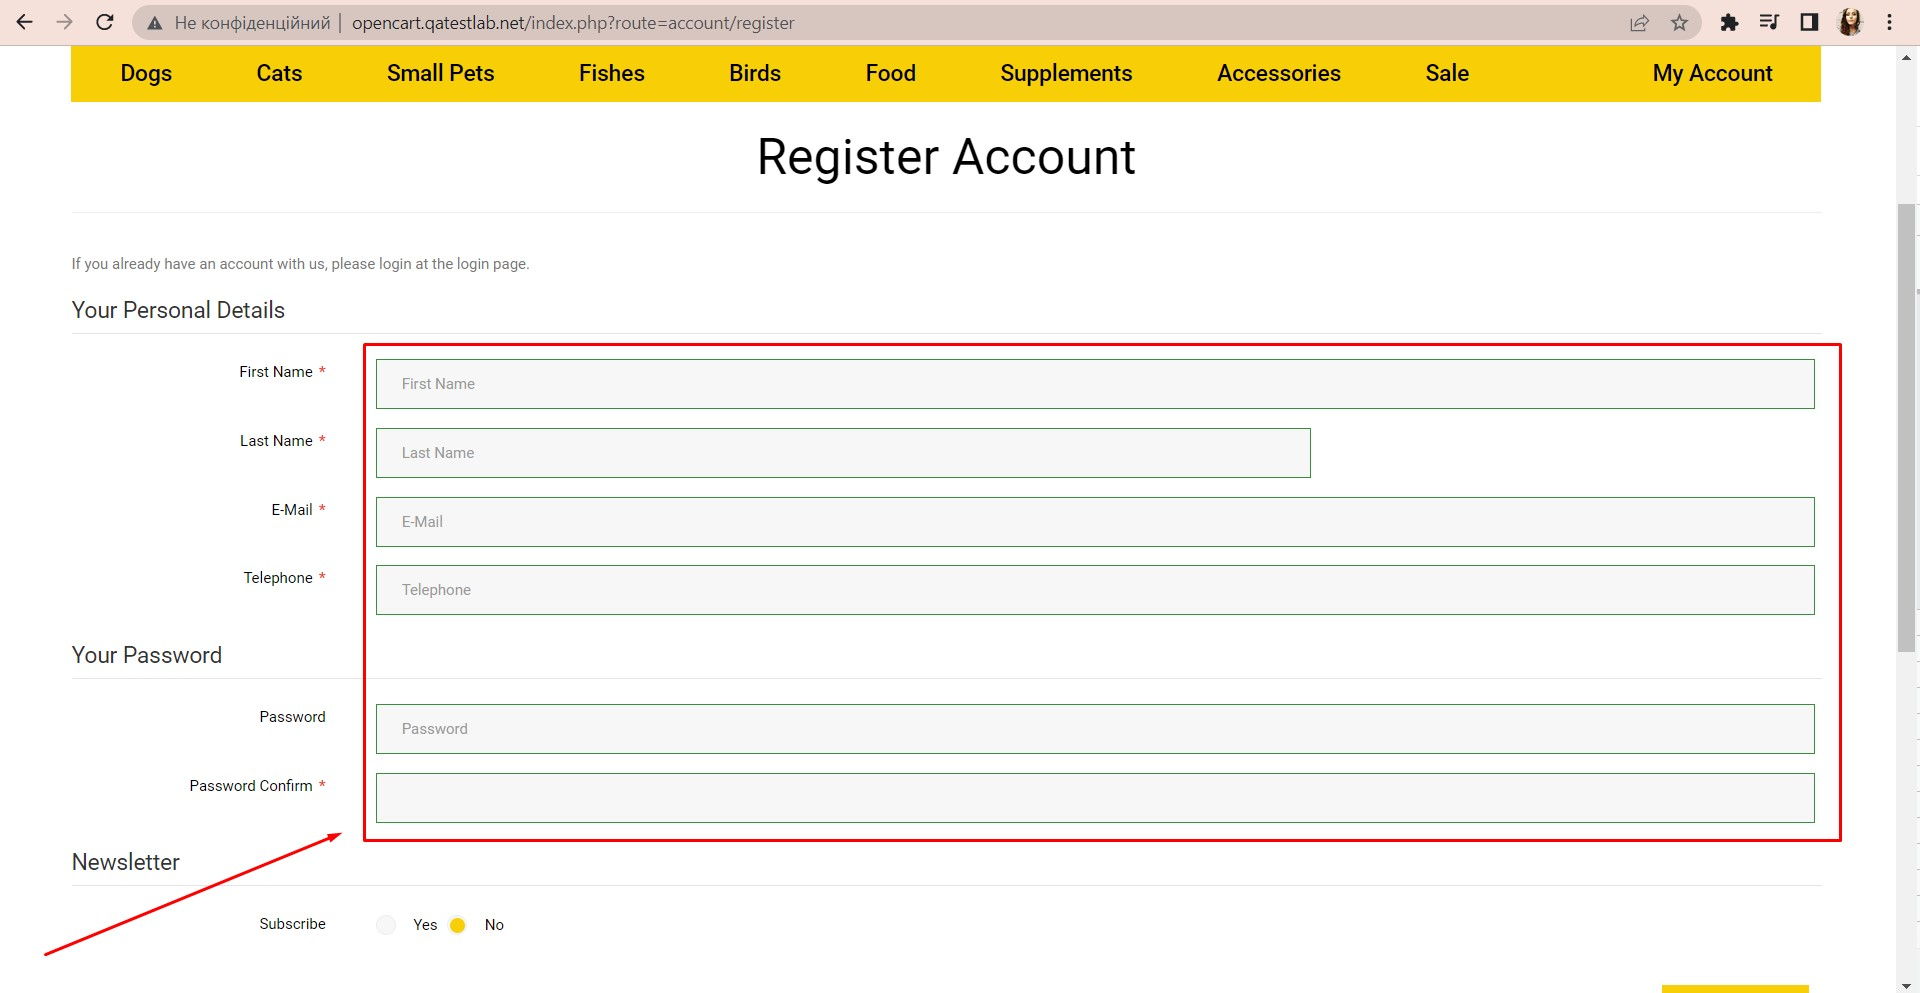 Не конфіденційний | opencart.qatestlab.net/index.php?route=account/register
Dogs Cats Small Pets Fishes Birds Food Supplements Accessories Sale My Account
Register Account
If you already have an account with us, please login at the login page.
Your Personal Details
First Name * First Name
Last Name * Last Name
E-Mail * E-Mail
Telephone * Telephone
Your Password
Password Password
Password Confirm *
Newsletter
Subscribe Yes No